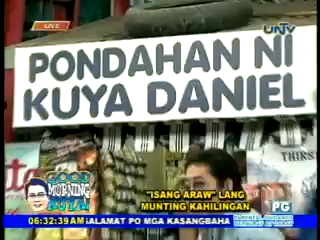 LIVE
UNTV
PONDAHAN NI
KUYA DANIEL
THIRS
GOOD
MORNING
KUYA
"ISANG ARAW" LANG
MUNTING KAHILINGAN
PG
06:32:39 AM
SALAMAT PO MGA KASANGBAHA